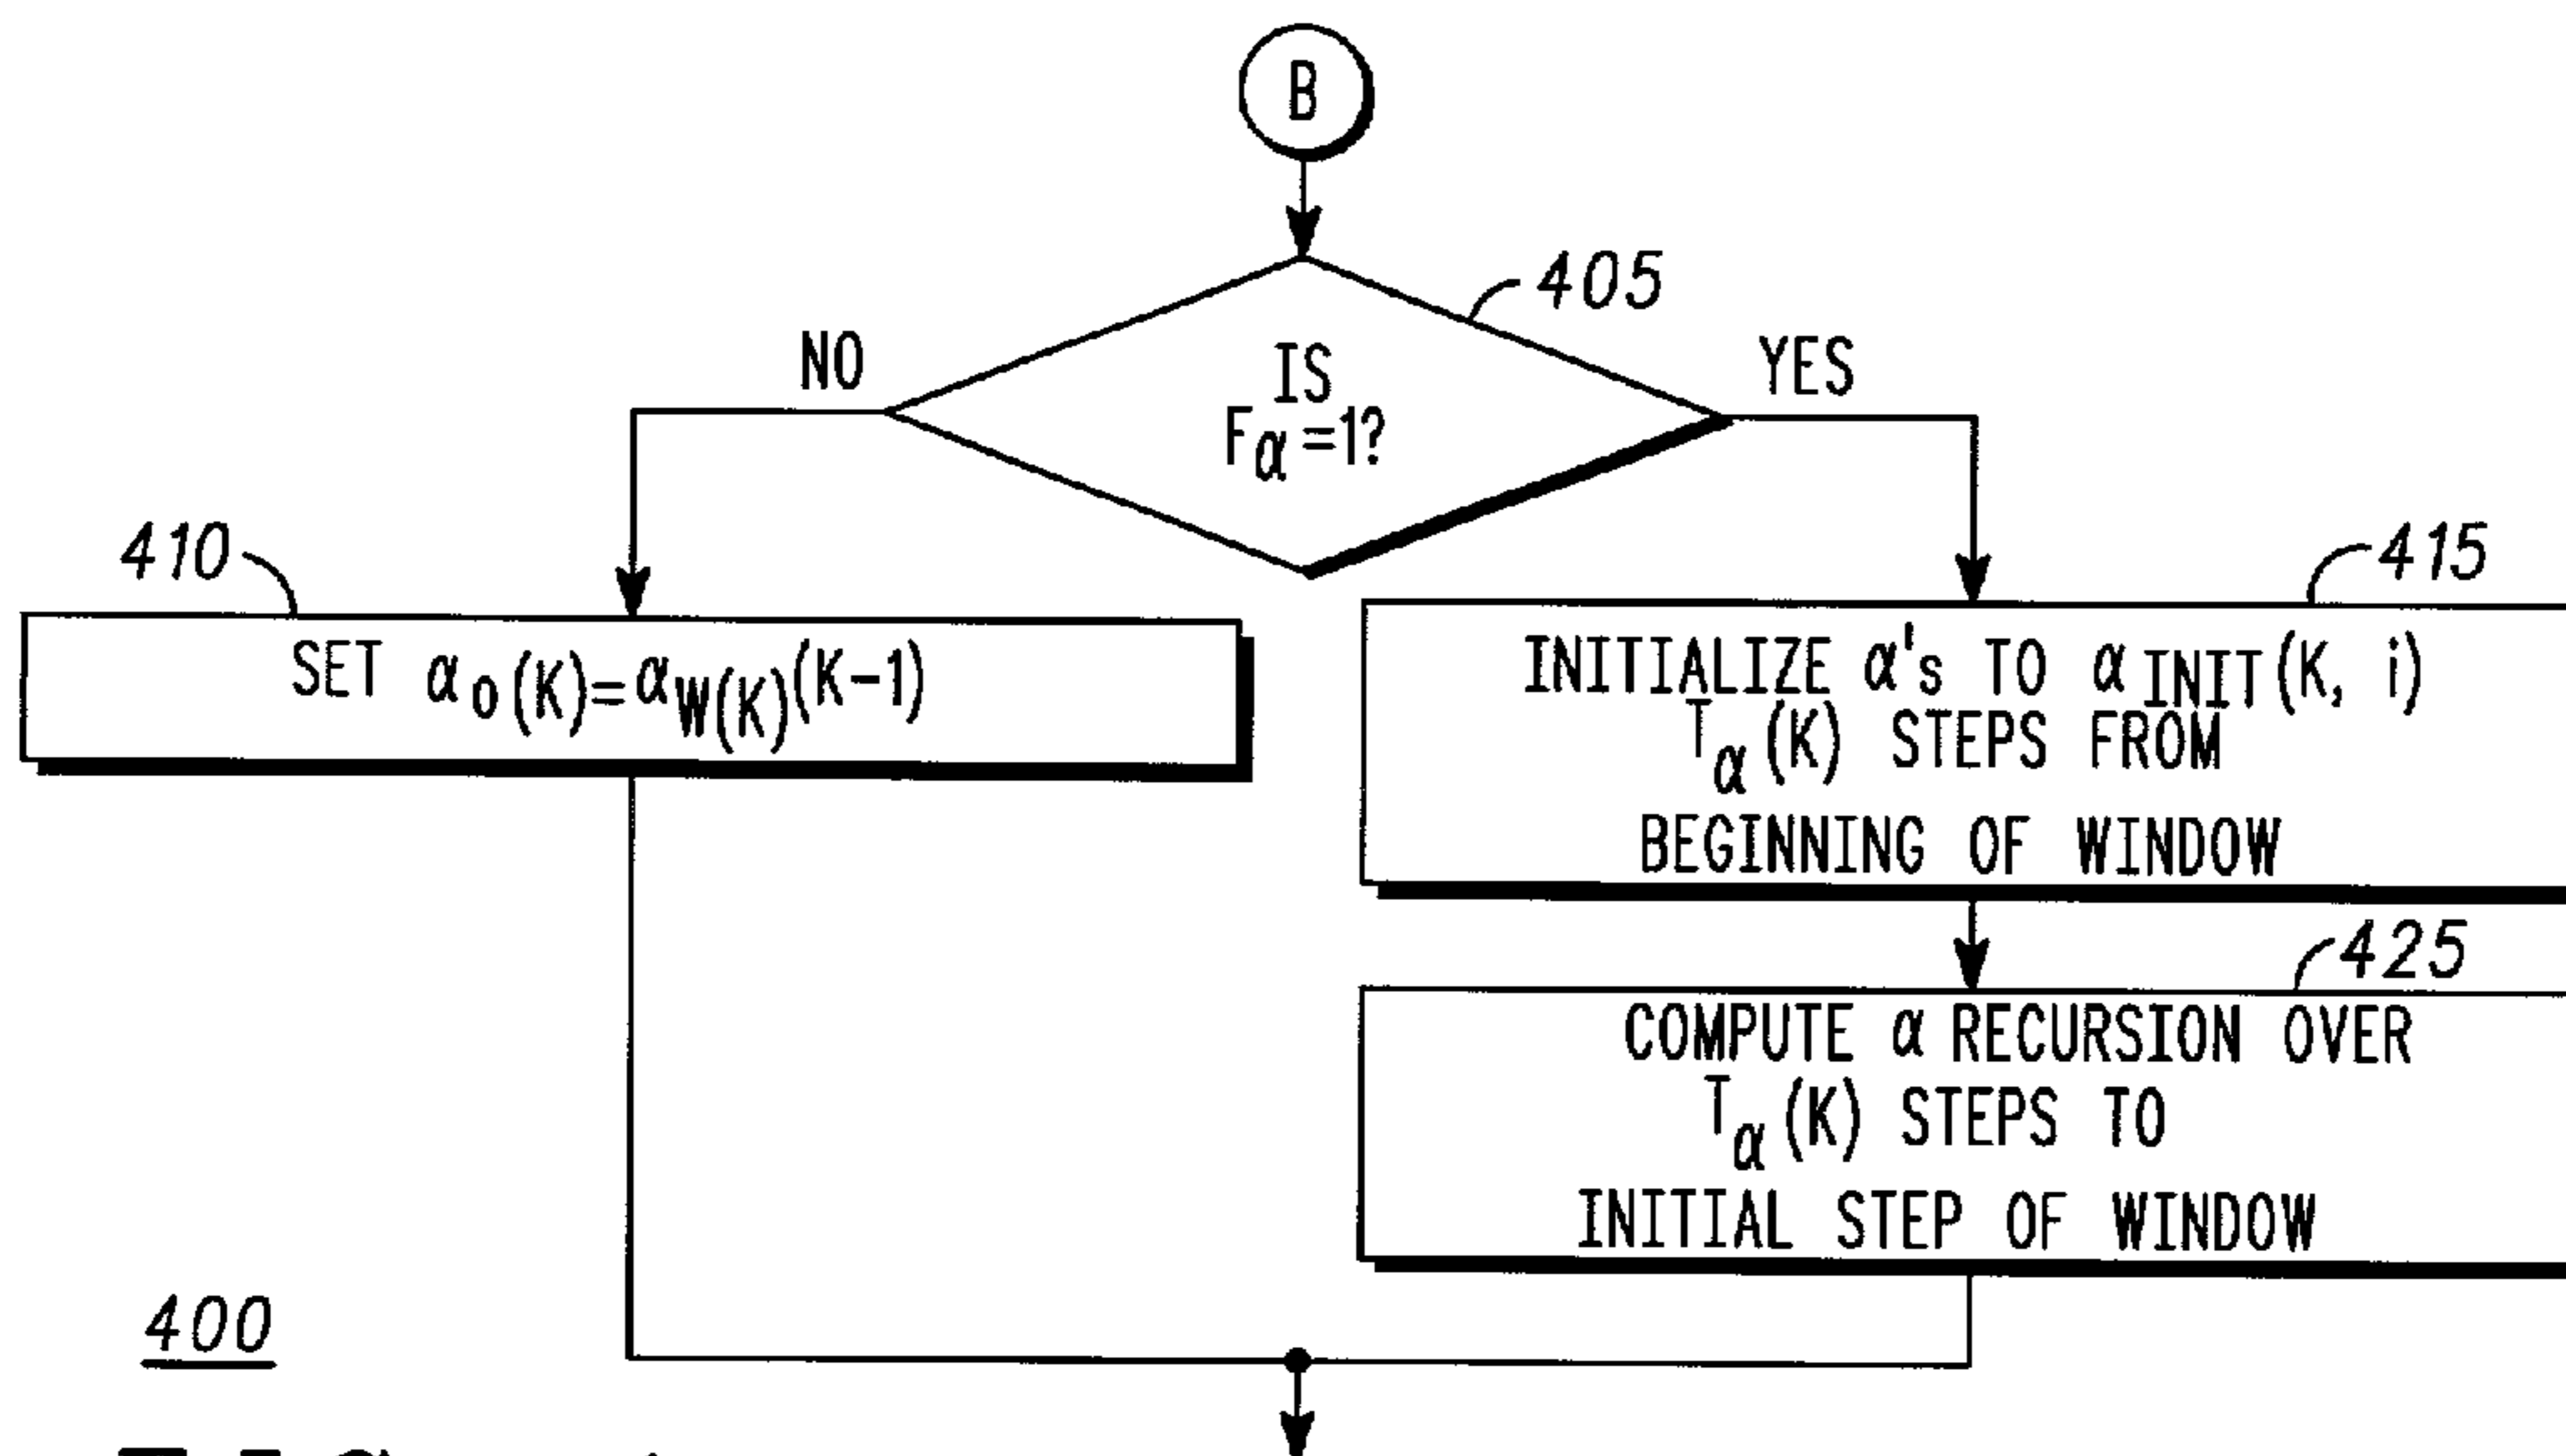 B
405
NO
IS
YES
Fα=1?
410
415
SET α0(K)=αW(K)(K-1)
INITIALIZE α's TO αINIT(K, i)
Tα(K) STEPS FROM
BEGINNING OF WINDOW
425
COMPUTE α RECURSION OVER
Tα(K) STEPS TO
INITIAL STEP OF WINDOW
400